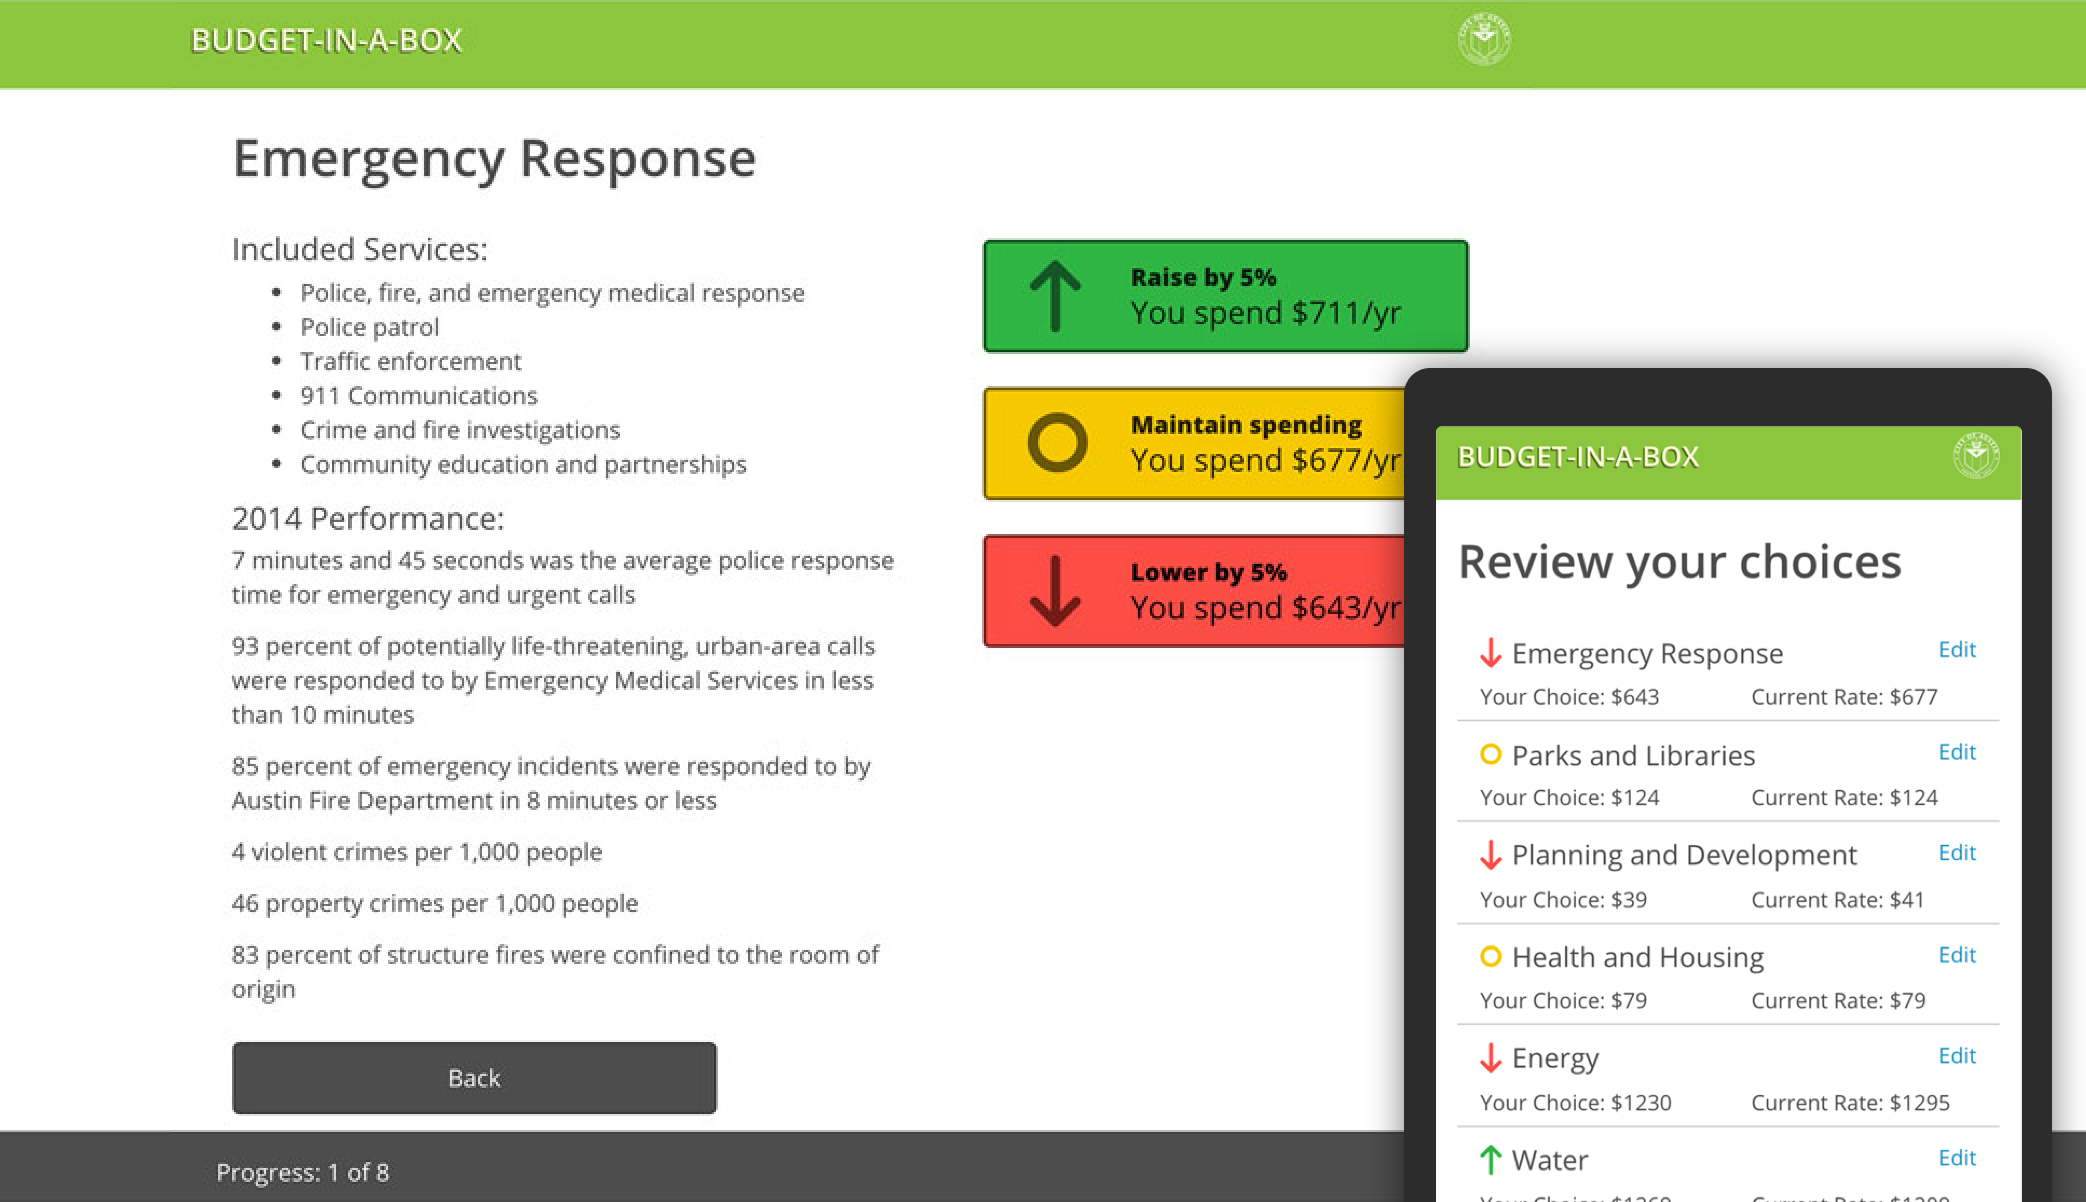 BUDGET-IN-A-BOX
Emergency Response
Included Services:
• Police, fire, and emergency medical response
• Police patrol
• Traffic enforcement
• 911 Communications
• Crime and fire investigations
• Community education and partnerships
2014 Performance:
7 minutes and 45 seconds was the average police response
time for emergency and urgent calls
93 percent of potentially life-threatening, urban-area calls
were responded to by Emergency Medical Services in less
than 10 minutes
85 percent of emergency incidents were responded to by
Austin Fire Department in 8 minutes or less
4 violent crimes per 1,000 people
46 property crimes per 1,000 people
83 percent of structure fires were confined to the room of
origin
Back
Progress: 1 of 8
Raise by 5%
You spend $711/yr
Maintain spending
You spend $677/yr
Lower by 5%
You spend $643/yr
BUDGET-IN-A-BOX
Review your choices
Emergency Response Edit
Your Choice: $643 Current Rate: $677
Parks and Libraries Edit
Your Choice: $124 Current Rate: $124
Planning and Development Edit
Your Choice: $39 Current Rate: $41
Health and Housing Edit
Your Choice: $79 Current Rate: $79
Energy Edit
Your Choice: $1230 Current Rate: $1295
Water Edit